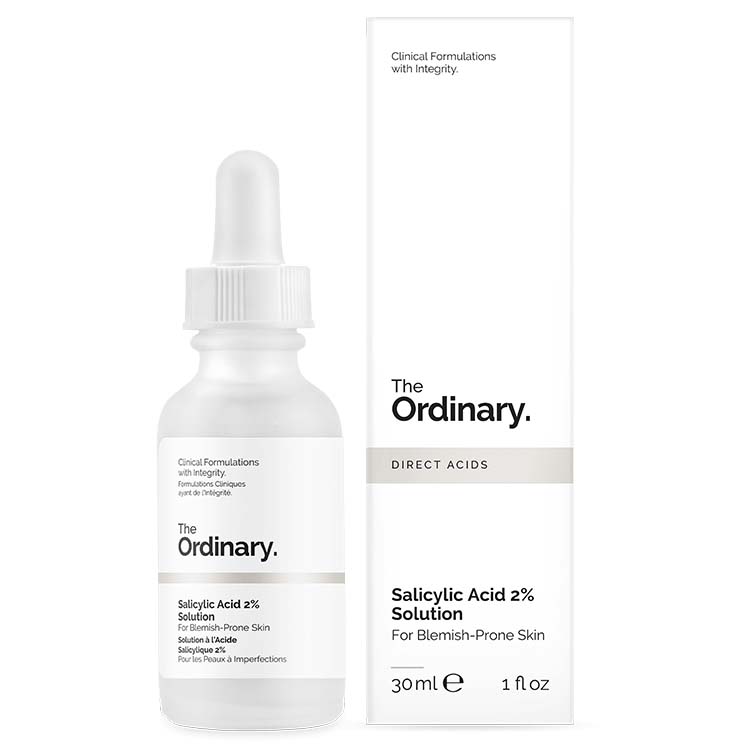 Clinical Formulations
with Integrity.
Formulations Cliniques
ayant de l'intégrité.
The
Ordinary.
Salicylic Acid 2%
Solution
For Blemish-Prone Skin
Solution à l'Acide
Salicylique 2%
Pour les Peaux à Imperfections
Clinical Formulations
with Integrity.
The
Ordinary.
DIRECT ACIDS
Salicylic Acid 2%
Solution
For Blemish-Prone Skin
30 ml ℮ 1 fl oz